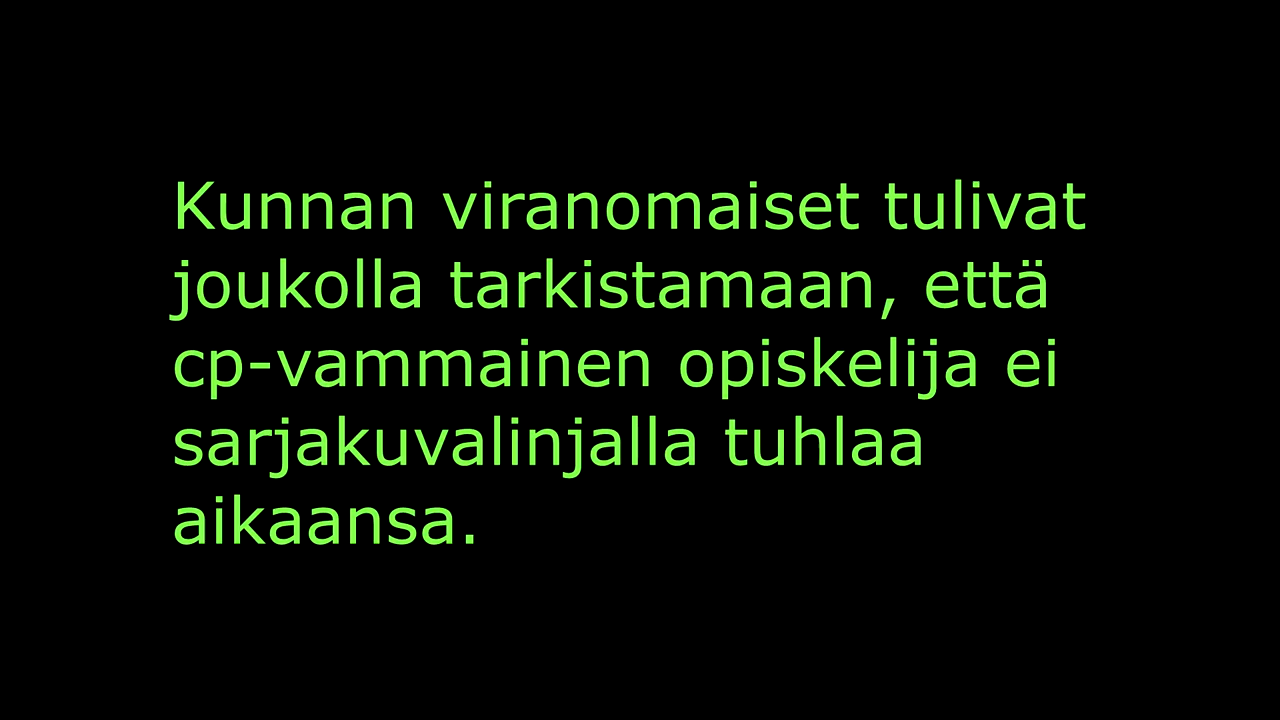 Kunnan viranomaiset tulivat
joukolla tarkistamaan, että
cp-vammainen opiskelija ei
sarjakuvalinjalla tuhlaa
aikaansa.